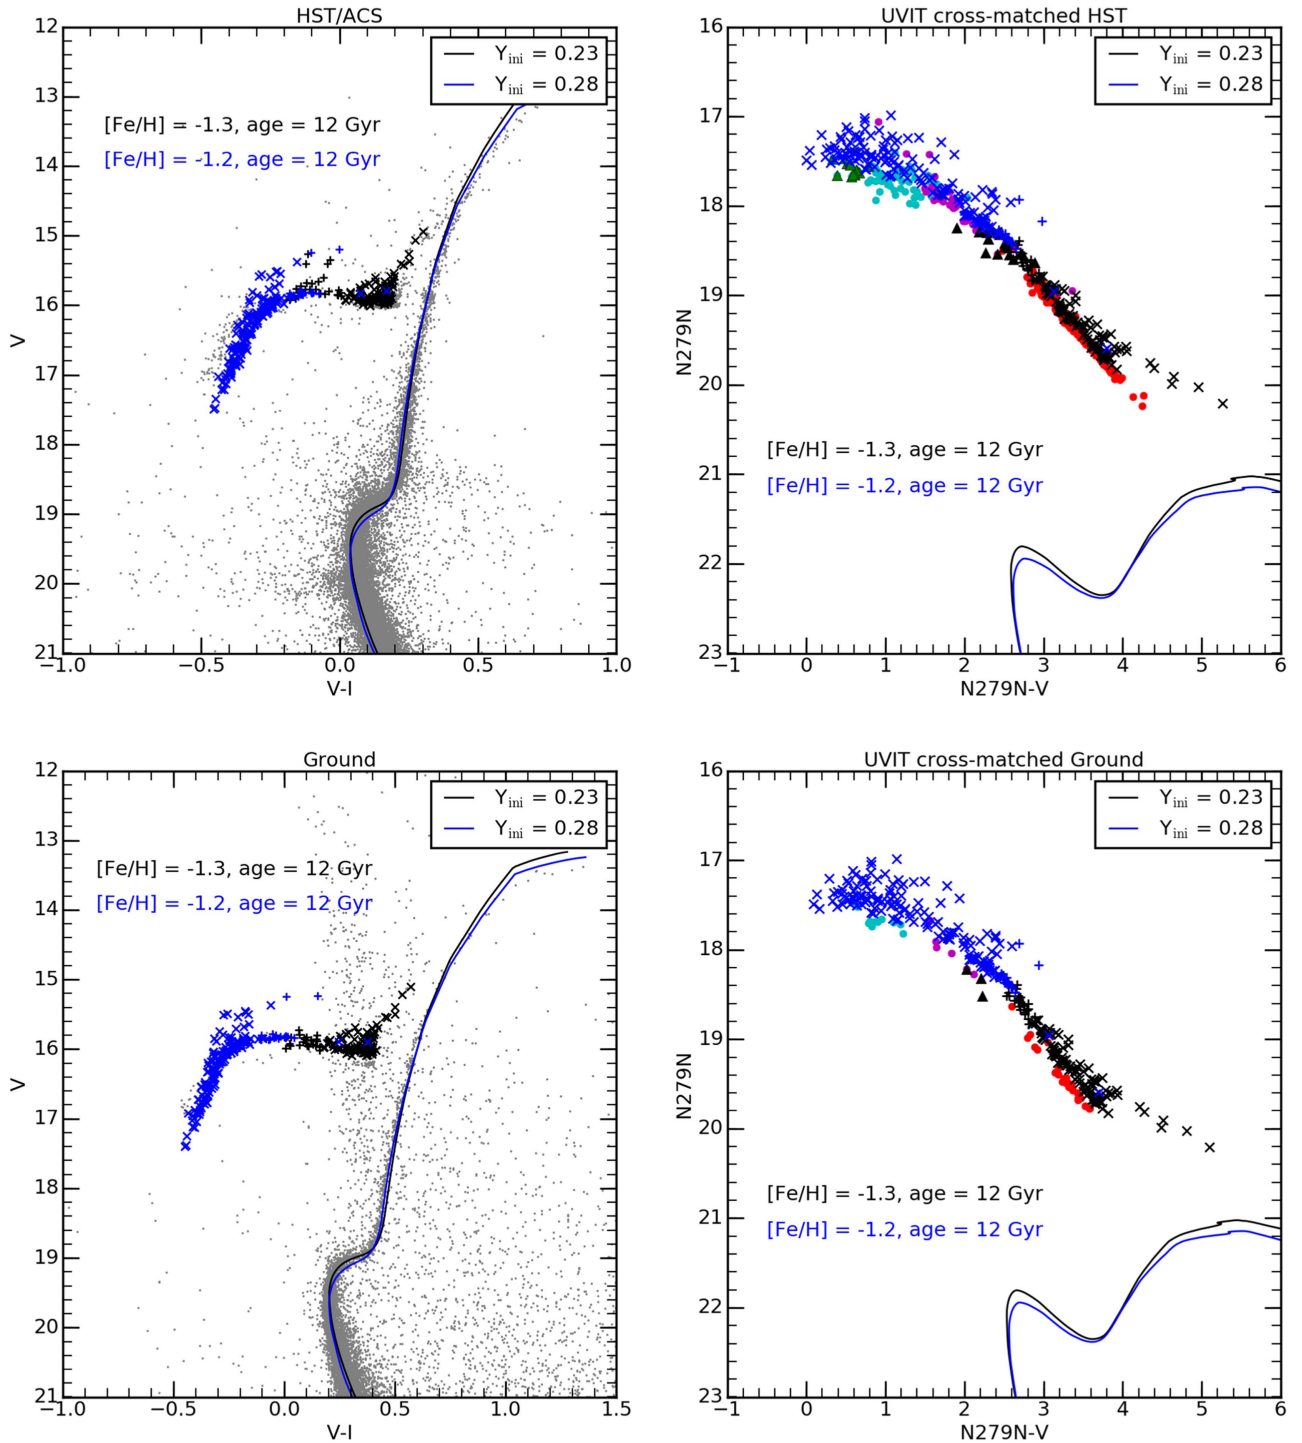 HST/ACS
12
13
14
15
16
17
18
19
20
21
V
Y_ini = 0.23
Y_ini = 0.28
[Fe/H] = -1.3, age = 12 Gyr
[Fe/H] = -1.2, age = 12 Gyr
−1.0 −0.5 0.0 0.5 1.0
V-I
UVIT cross-matched HST
16
17
18
19
20
21
22
23
N279N
Y_ini = 0.23
Y_ini = 0.28
[Fe/H] = -1.3, age = 12 Gyr
[Fe/H] = -1.2, age = 12 Gyr
−1 0 1 2 3 4 5 6
N279N-V
Ground
12
13
14
15
16
17
18
19
20
21
V
Y_ini = 0.23
Y_ini = 0.28
[Fe/H] = -1.3, age = 12 Gyr
[Fe/H] = -1.2, age = 12 Gyr
−1.0 −0.5 0.0 0.5 1.0 1.5
V-I
UVIT cross-matched Ground
16
17
18
19
20
21
22
23
N279N
Y_ini = 0.23
Y_ini = 0.28
[Fe/H] = -1.3, age = 12 Gyr
[Fe/H] = -1.2, age = 12 Gyr
−1 0 1 2 3 4 5 6
N279N-V